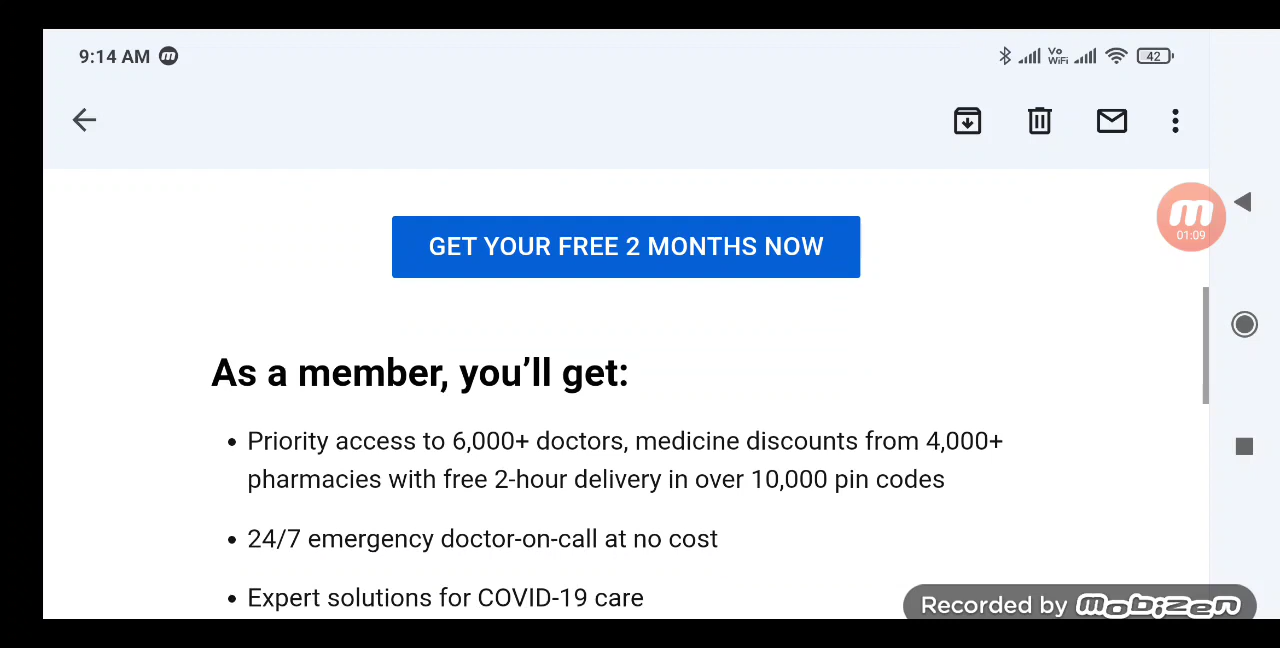 9:14 AM m Vo WiFi 42
GET YOUR FREE 2 MONTHS NOW
m
01:09
As a member, you’ll get:
• Priority access to 6,000+ doctors, medicine discounts from 4,000+
pharmacies with free 2-hour delivery in over 10,000 pin codes
• 24/7 emergency doctor-on-call at no cost
• Expert solutions for COVID-19 care
Recorded by mobizen